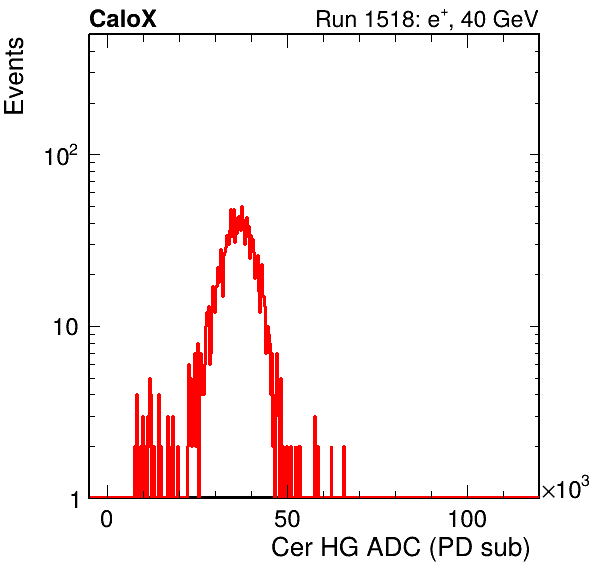 CaloX Run 1518: e⁺, 40 GeV
Events
10²
10
1
0 50 100
×10³
Cer HG ADC (PD sub)